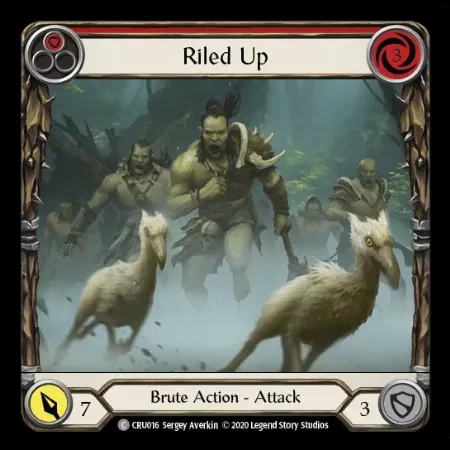 Riled Up
3
Brute Action - Attack
7
3
C CRU016 Sergey Averkin © 2020 Legend Story Studios